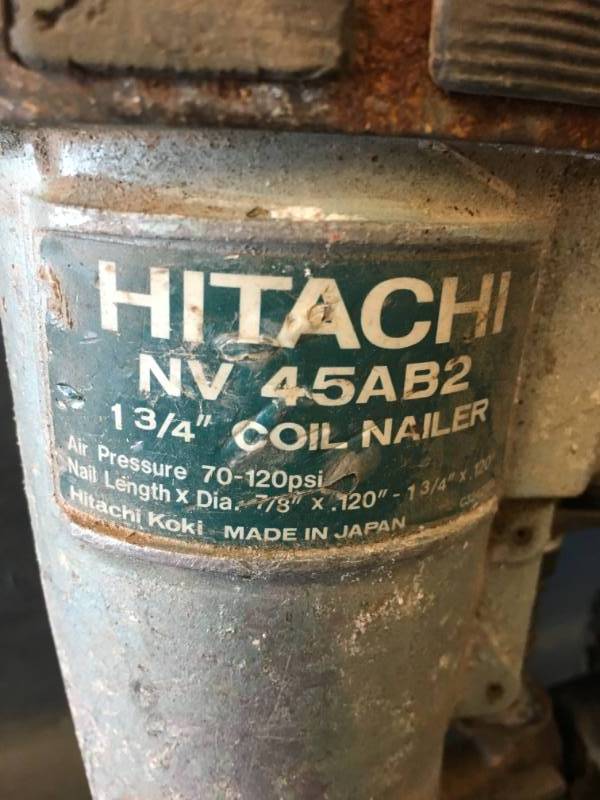 HITACHI
NV 45AB2
1 3/4" COIL NAILER
Air Pressure 70-120psi
Nail Length x Dia. 7/8" x .120" - 1 3/4" x .120"
Hitachi Koki MADE IN JAPAN